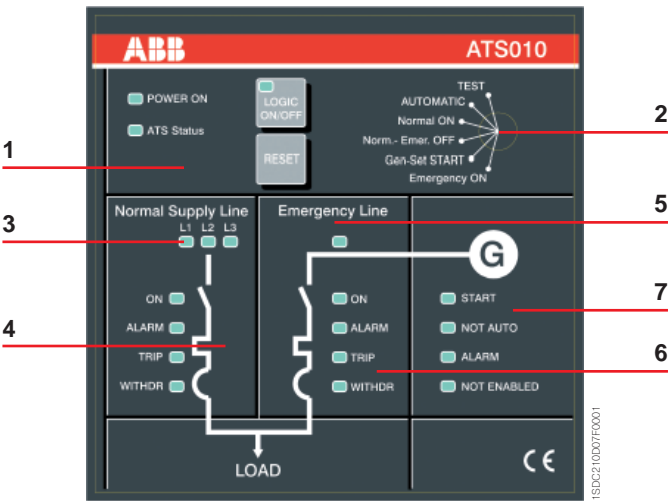 ABB
ATS010
POWER ON
ATS Status
LOGIC
ON/OFF
RESET
TEST
AUTOMATIC
Normal ON
Norm.- Emer. OFF
Gen-Set START
Emergency ON
1
2
Normal Supply Line
L1 L2 L3
Emergency Line
3
5
G
ON
ALARM
TRIP
WITHDR
4
ON
ALARM
TRIP
WITHDR
6
START
NOT AUTO
ALARM
NOT ENABLED
7
LOAD
CE
1SDC210D07F0001